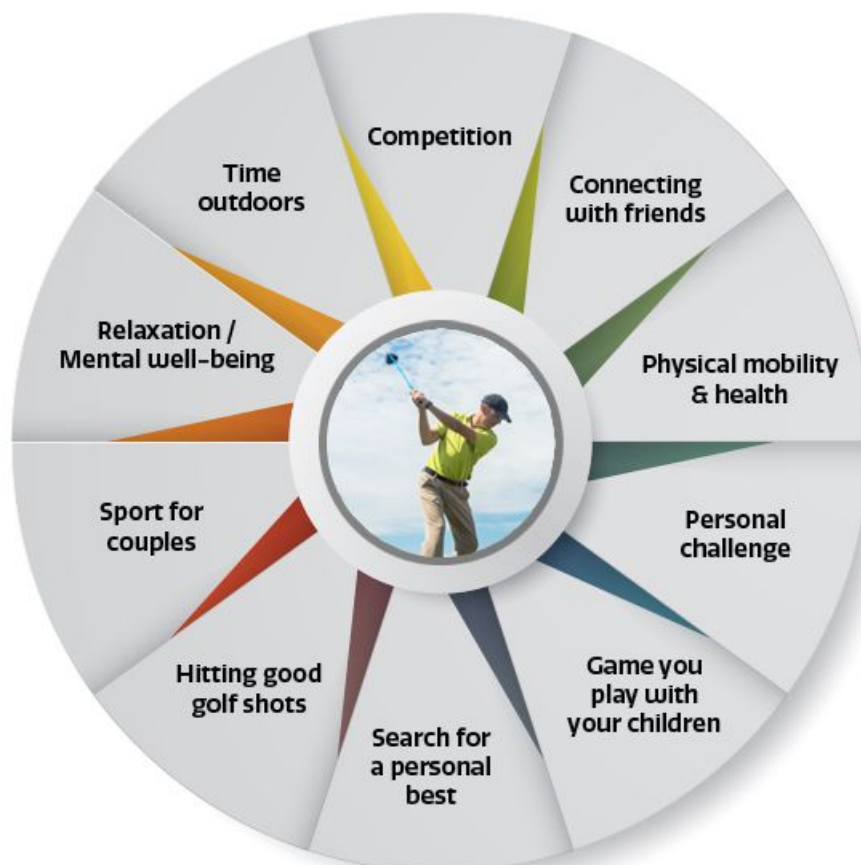 Competition
Connecting
with friends
Physical mobility
& health
Personal
challenge
Game you
play with
your children
Search for
a personal
best
Hitting good
golf shots
Sport for
couples
Relaxation /
Mental well-being
Time
outdoors